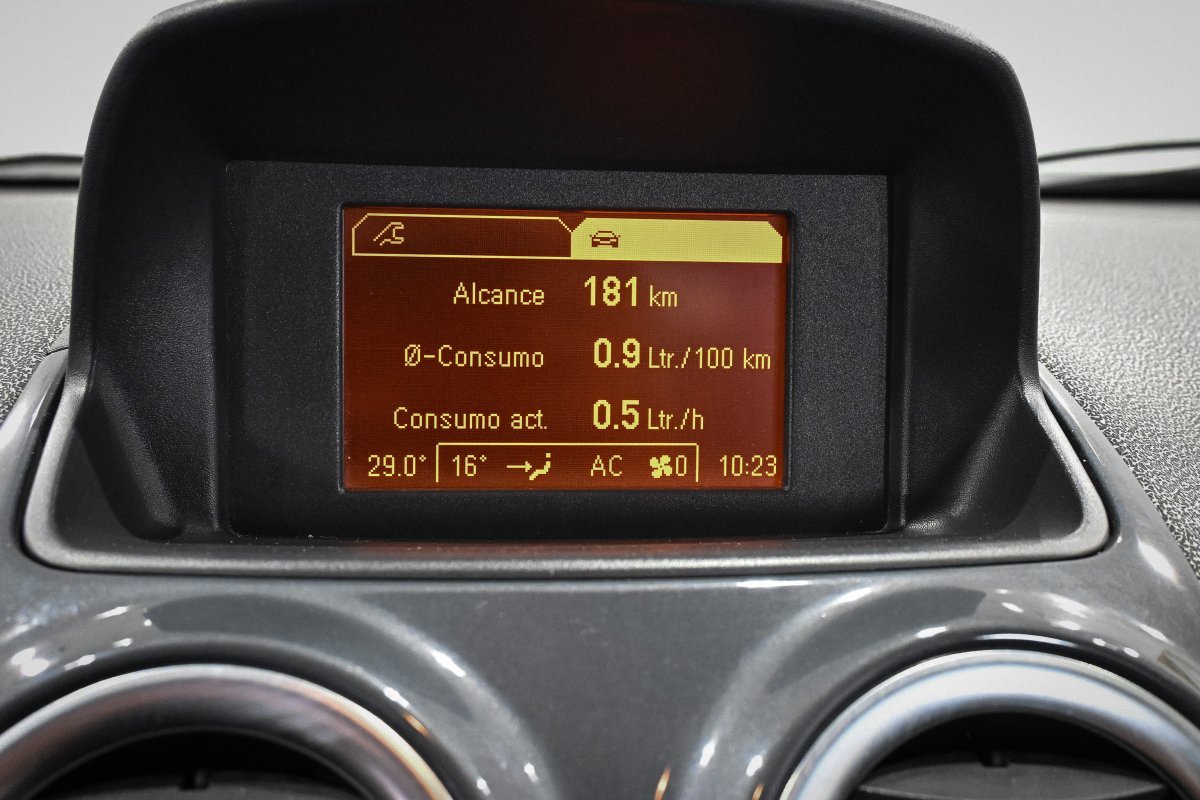 Alcance 181 km
Ø-Consumo 0.9 Ltr./100 km
Consumo act. 0.5 Ltr./h
29.0° 16° AC 0 10:23